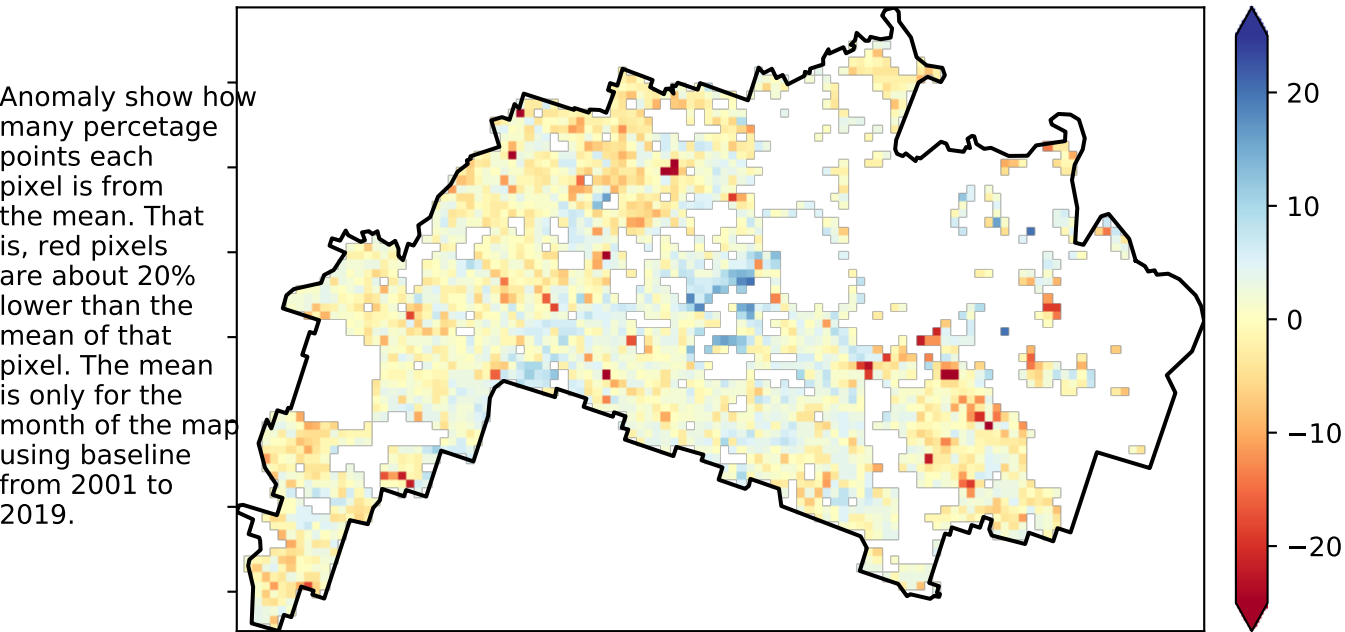 Anomaly show how
many percetage
points each
pixel is from
the mean. That
is, red pixels
are about 20%
lower than the
mean of that
pixel. The mean
is only for the
month of the map
using baseline
from 2001 to
2019.
20
10
0
−10
−20